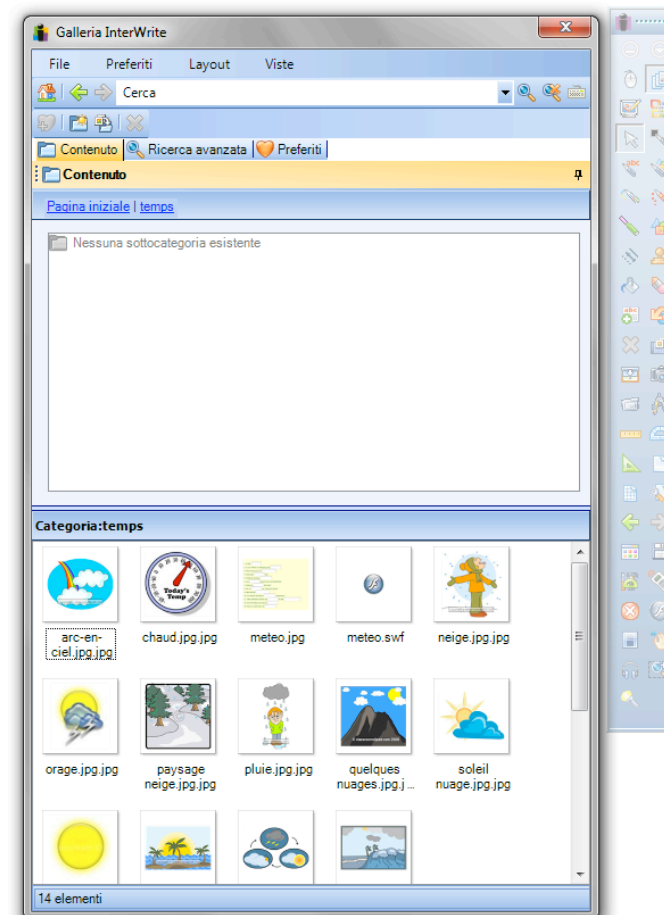 Galleria InterWrite
File Preferiti Layout Viste
Cerca
Contenuto Ricerca avanzata Preferiti
Contenuto
Pagina iniziale | temps
Nessuna sottocategoria esistente
Categoria:temps
Today's
Temp
arc-en-
ciel.jpg.jpg
chaud.jpg.jpg
meteo.jpg
meteo.swf
neige.jpg.jpg
orage.jpg.jpg
paysage
neige.jpg.jpg
pluie.jpg.jpg
quelques
nuages.jpg.j...
soleil
nuage.jpg.jpg
14 elementi